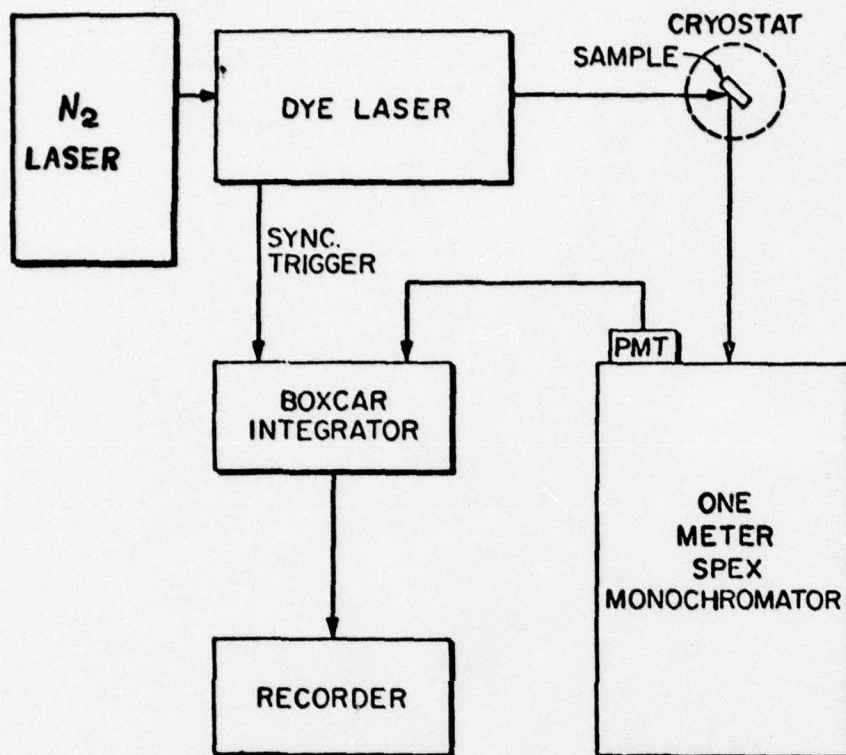 CRYOSTAT
SAMPLE
N2
LASER
DYE LASER
SYNC.
TRIGGER
PMT
BOXCAR
INTEGRATOR
ONE
METER
SPEX
MONOCHROMATOR
RECORDER